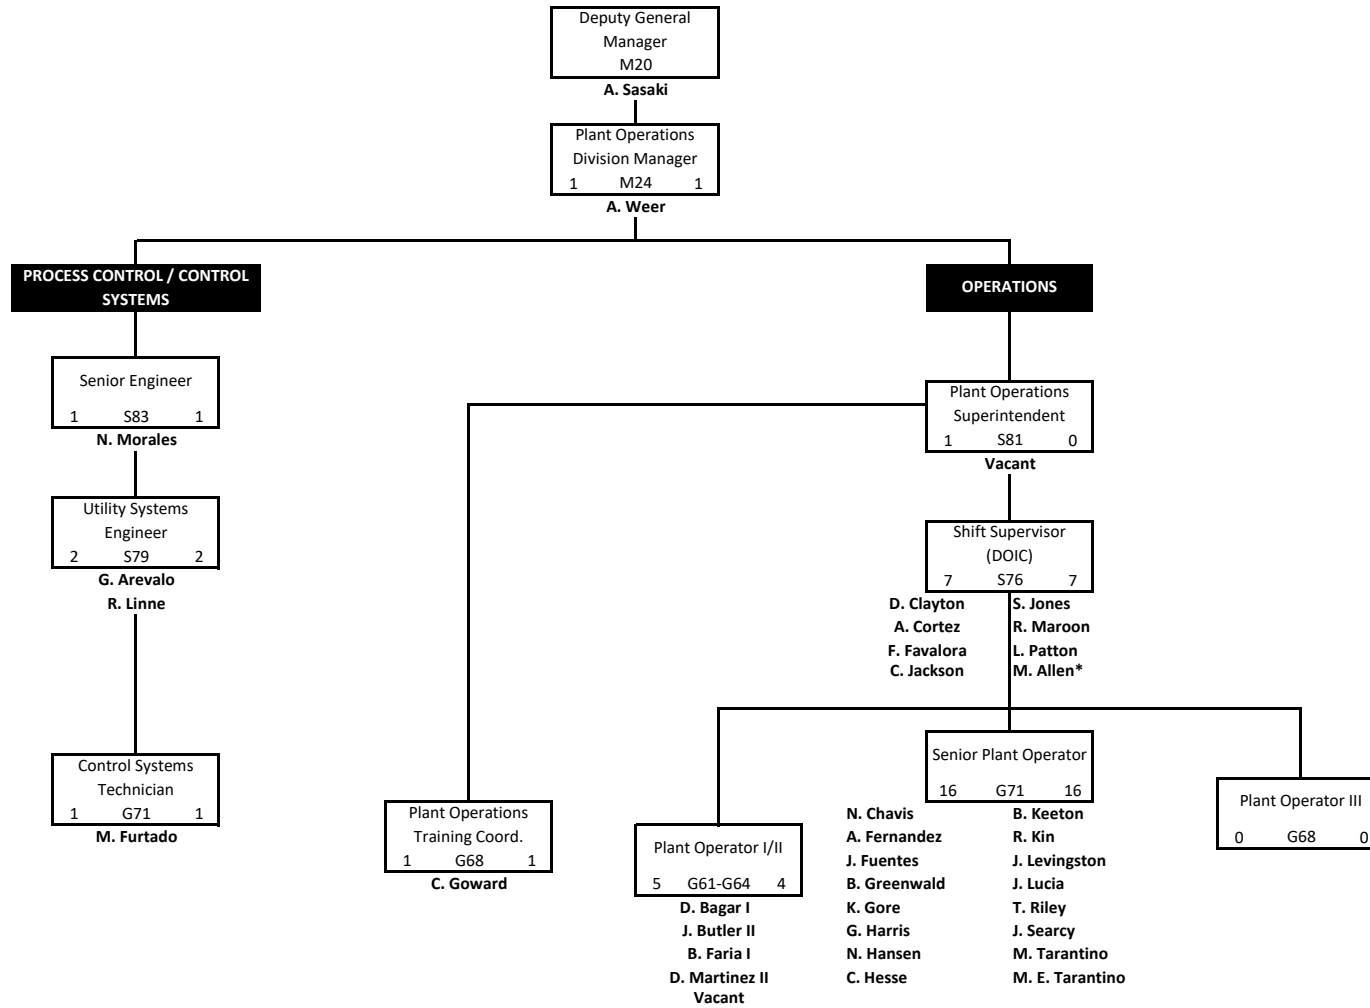 Deputy General
Manager
M20
A. Sasaki
Plant Operations
Division Manager
1 M24 1
A. Weer
PROCESS CONTROL / CONTROL
SYSTEMS
Senior Engineer
1 S83 1
N. Morales
Utility Systems
Engineer
2 S79 2
G. Arevalo
R. Linne
Control Systems
Technician
1 G71 1
M. Furtado
OPERATIONS
Plant Operations
Superintendent
1 S81 0
Vacant
Plant Operations
Training Coord.
1 G68 1
C. Goward
Shift Supervisor
(DOIC)
7 S76 7
D. Clayton S. Jones
A. Cortez R. Maroon
F. Favalora L. Patton
C. Jackson M. Allen*
Plant Operator I/II
5 G61-G64 4
D. Bagar I
J. Butler II
B. Faria I
D. Martinez II
Vacant
Senior Plant Operator
16 G71 16
N. Chavis B. Keeton
A. Fernandez R. Kin
J. Fuentes J. Levingston
B. Greenwald J. Lucia
K. Gore T. Riley
G. Harris J. Searcy
N. Hansen M. Tarantino
C. Hesse M. E. Tarantino
Plant Operator III
0 G68 0